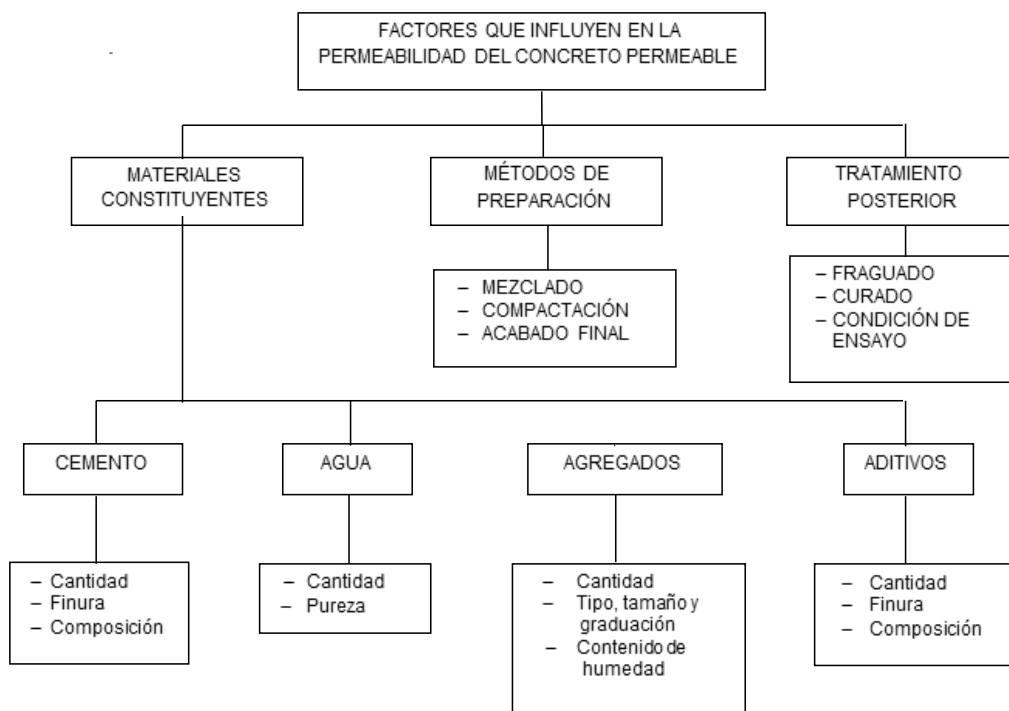 FACTORES QUE INFLUYEN EN LA
PERMEABILIDAD DEL CONCRETO PERMEABLE
MATERIALES
CONSTITUYENTES
MÉTODOS DE
PREPARACIÓN
TRATAMIENTO
POSTERIOR
– MEZCLADO
– COMPACTACIÓN
– ACABADO FINAL
– FRAGUADO
– CURADO
– CONDICIÓN DE
ENSAYO
CEMENTO
AGUA
AGREGADOS
ADITIVOS
– Cantidad
– Finura
– Composición
– Cantidad
– Pureza
– Cantidad
– Tipo, tamaño y
graduación
– Contenido de
humedad
– Cantidad
– Finura
– Composición